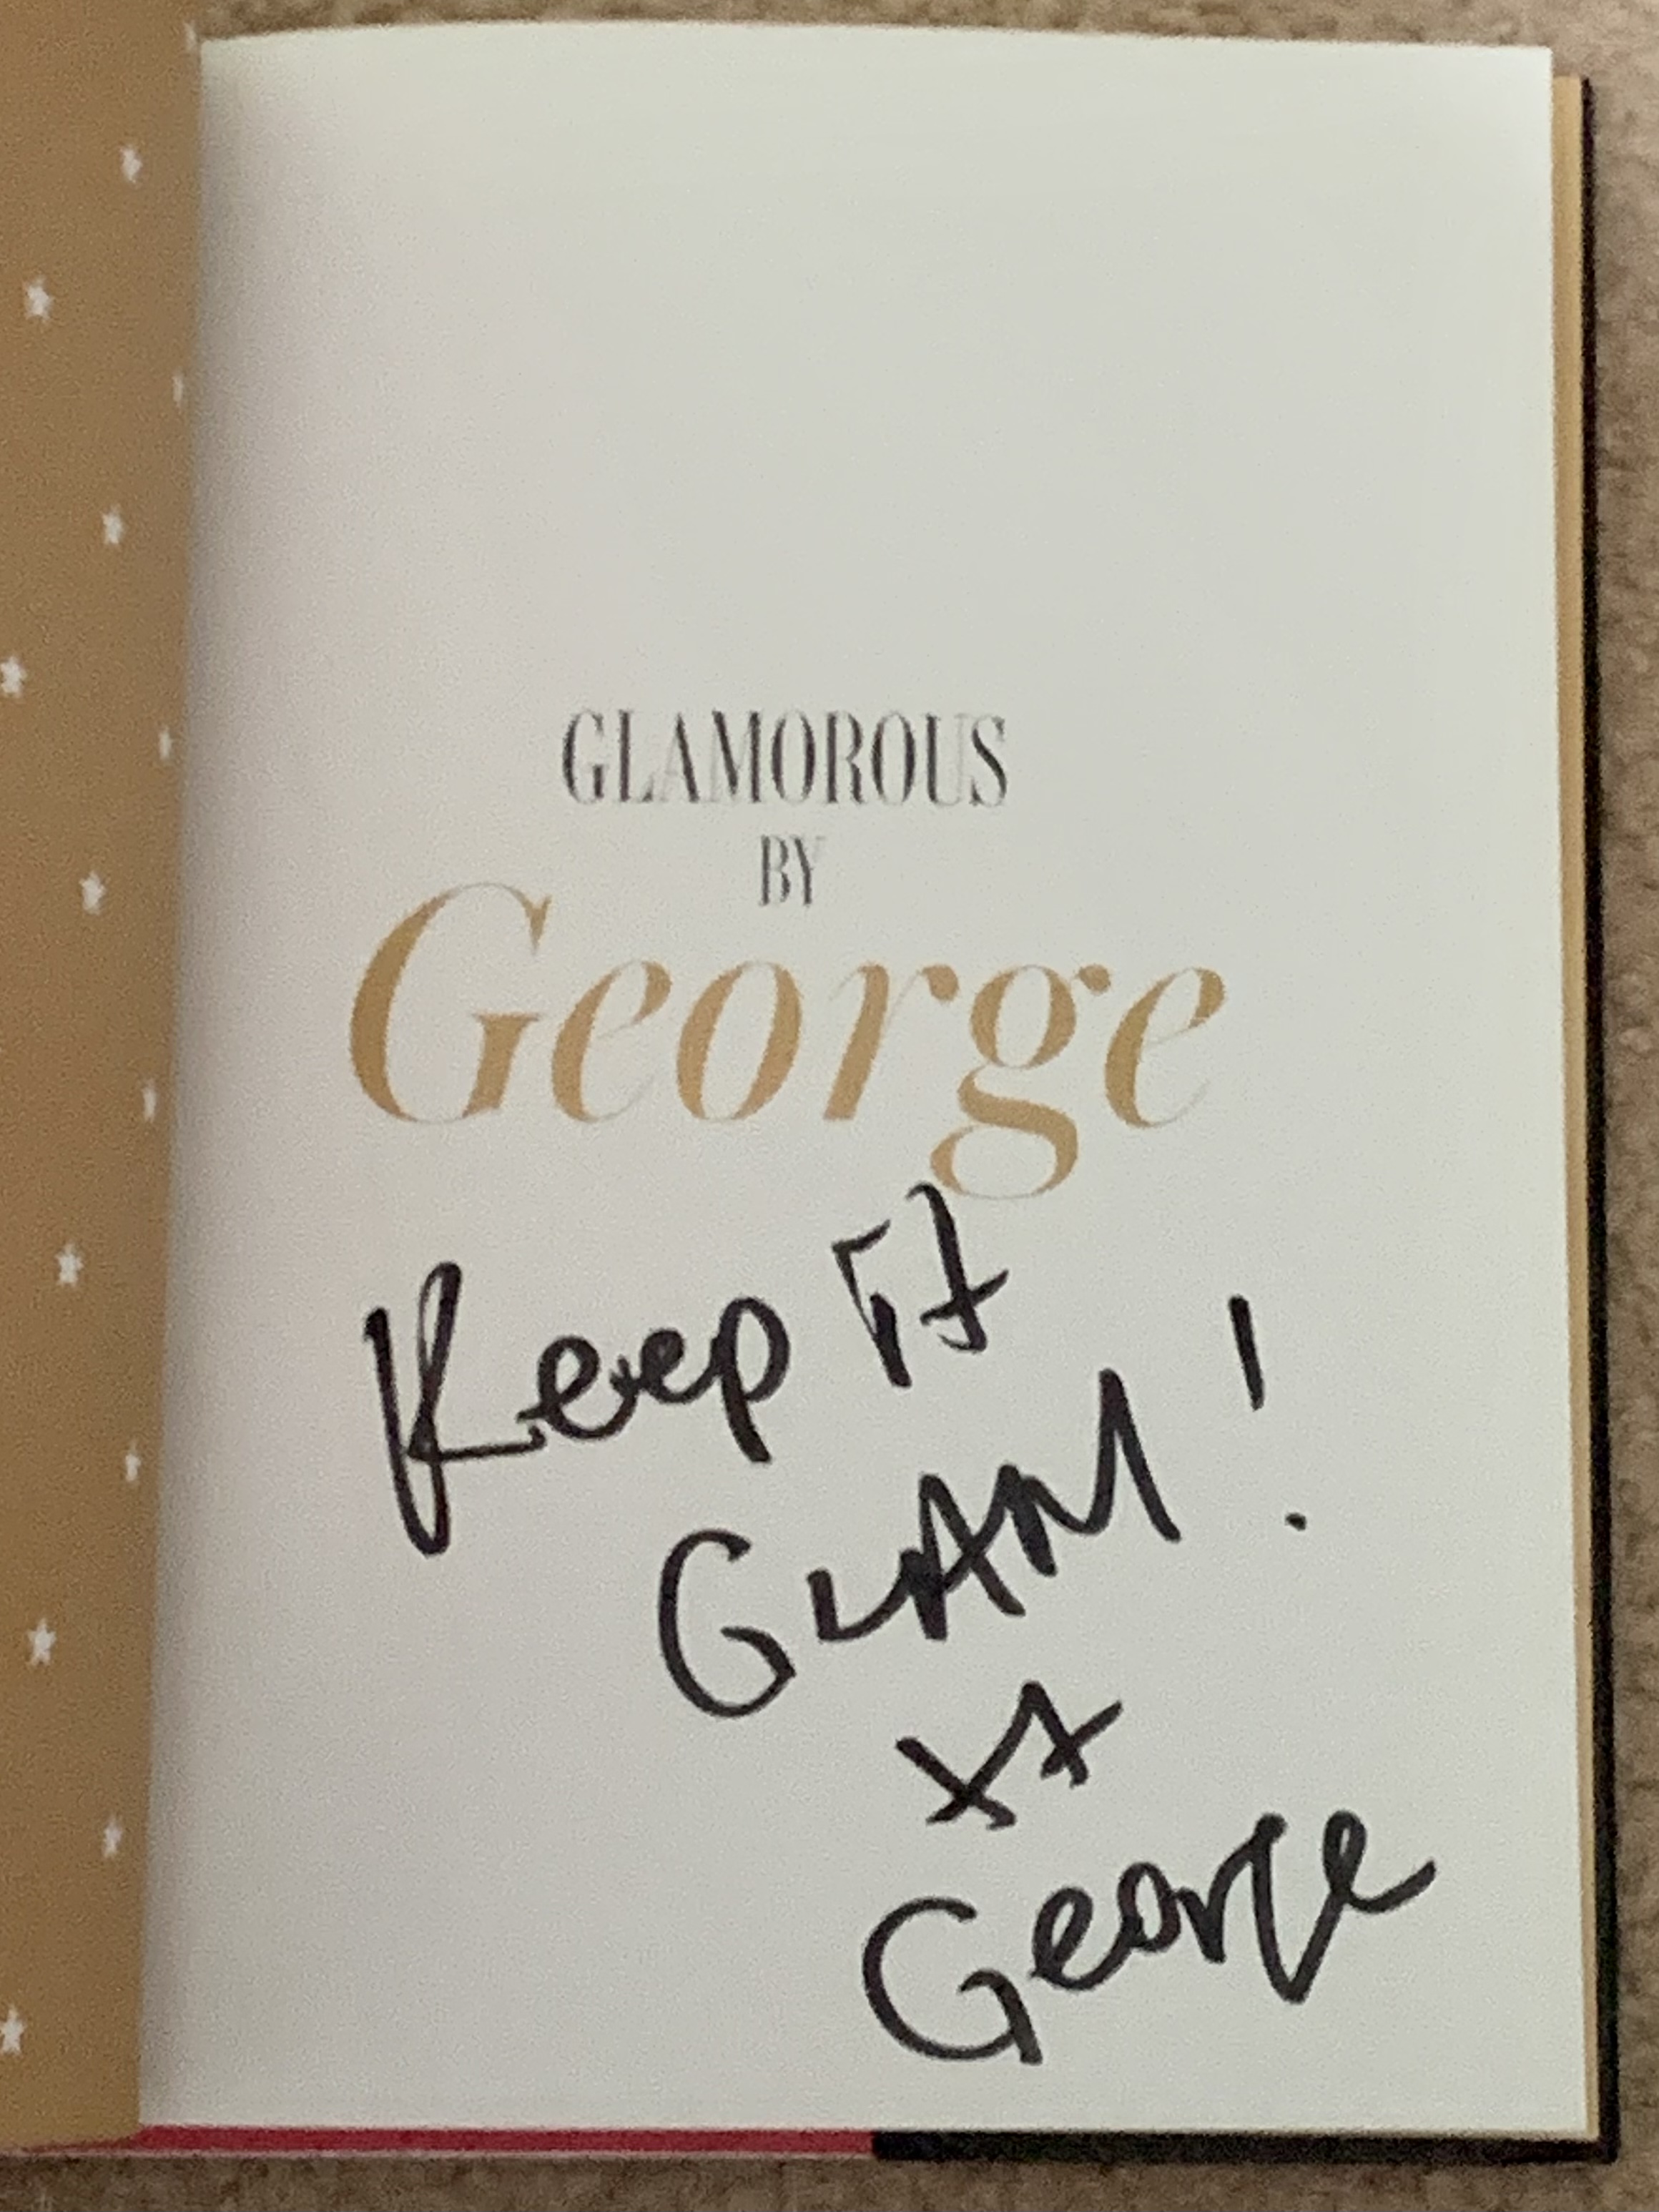 GLAMOROUS
BY
George
Keep it
GLAM!
xx
George